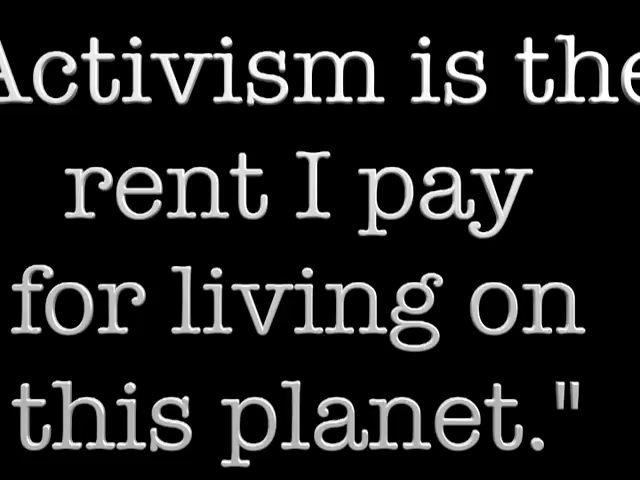 Activism is the
rent I pay
for living on
this planet."